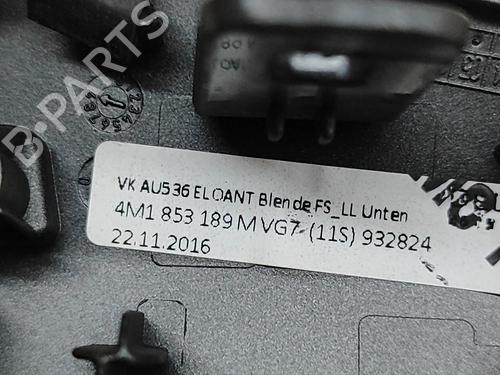 VK AU536 ELOANT Blende FS_LL Unten
4M1 853 189 M VG7 (11S) 932824
22.11.2016
B-PARTS